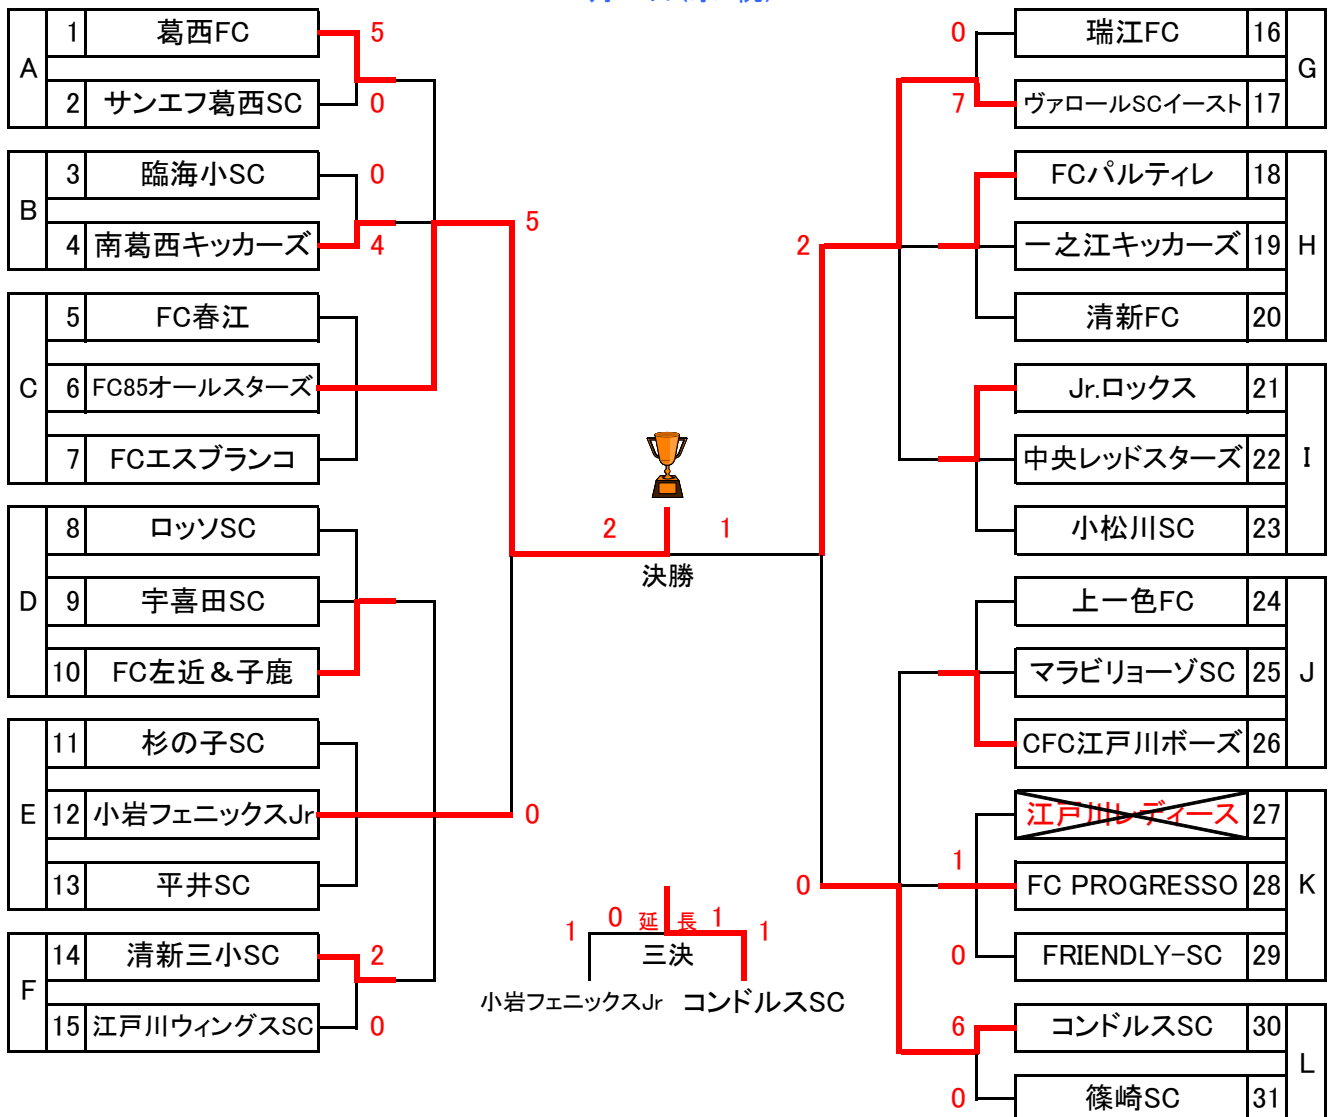 A
1 葛西FC 5
2 サンエフ葛西SC 0
B
3 臨海小SC 0
4 南葛西キッカーズ 4
C
5 FC春江
6 FC85オールスターズ
7 FCエスブランコ
D
8 ロッソSC
9 宇喜田SC
10 FC左近＆子鹿
E
11 杉の子SC
12 小岩フェニックスJr
13 平井SC
F
14 清新三小SC 2
15 江戸川ウィングスSC 0
5
0
2 1
決勝
1 0 延 長 1 1
三決
小岩フェニックスJr コンドルスSC
2
0
0 瑞江FC 16
7 ヴァロールSCイースト 17
G
FCパルティレ 18
一之江キッカーズ 19
清新FC 20
H
Jr.ロックス 21
中央レッドスターズ 22
小松川SC 23
I
上一色FC 24
マラビリョーゾSC 25
CFC江戸川ボーズ 26
J
江戸川レディース 27
1 FC PROGRESSO 28
0 FRIENDLY-SC 29
K
6 コンドルスSC 30
0 篠崎SC 31
L